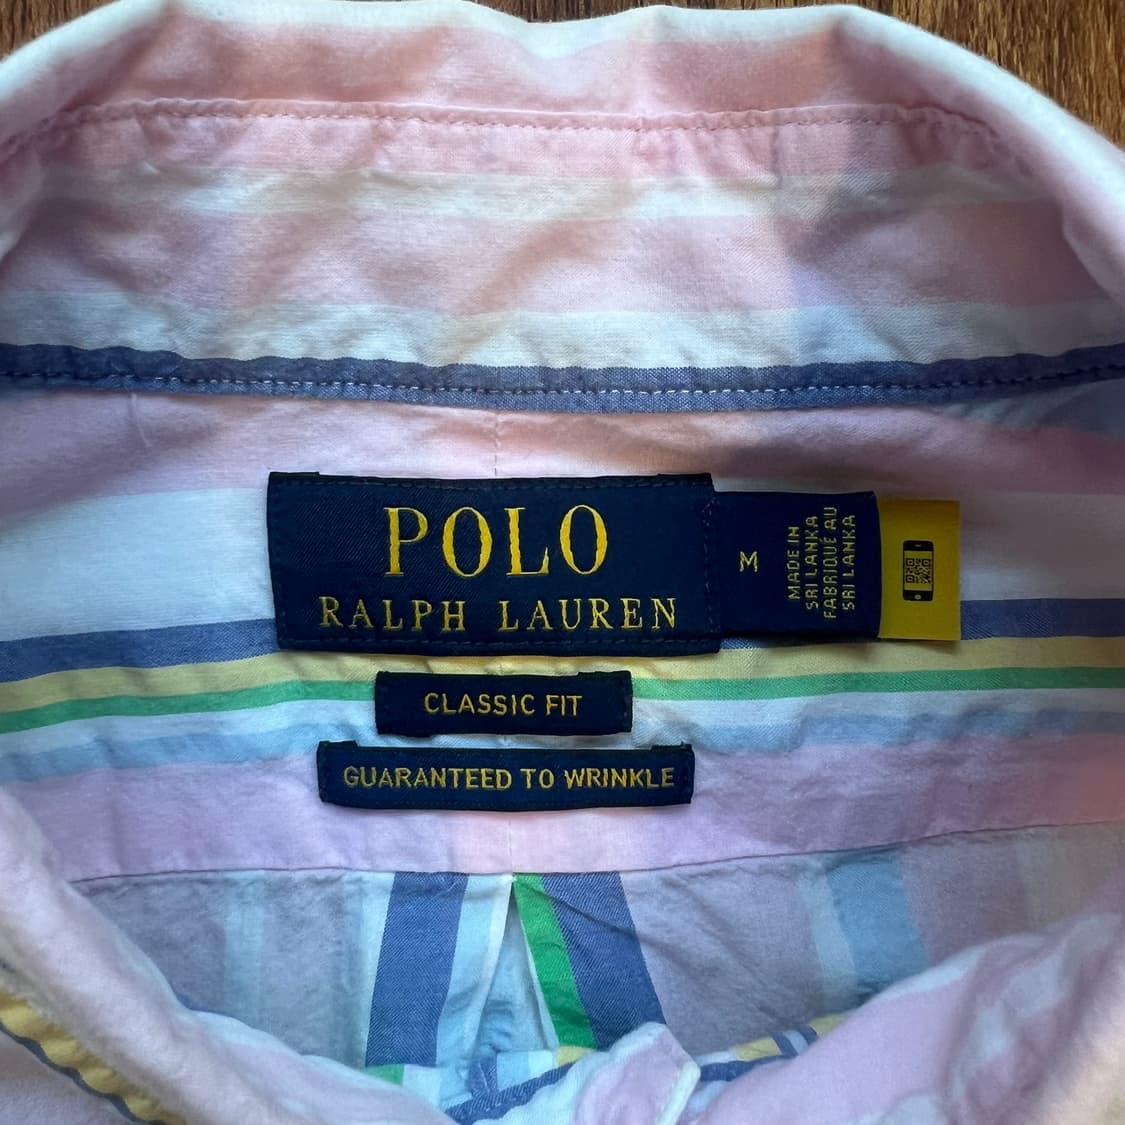 POLO
RALPH LAUREN
M
MADE IN
SRI LANKA
FABRIQUÉ AU
SRI LANKA
CLASSIC FIT
GUARANTEED TO WRINKLE